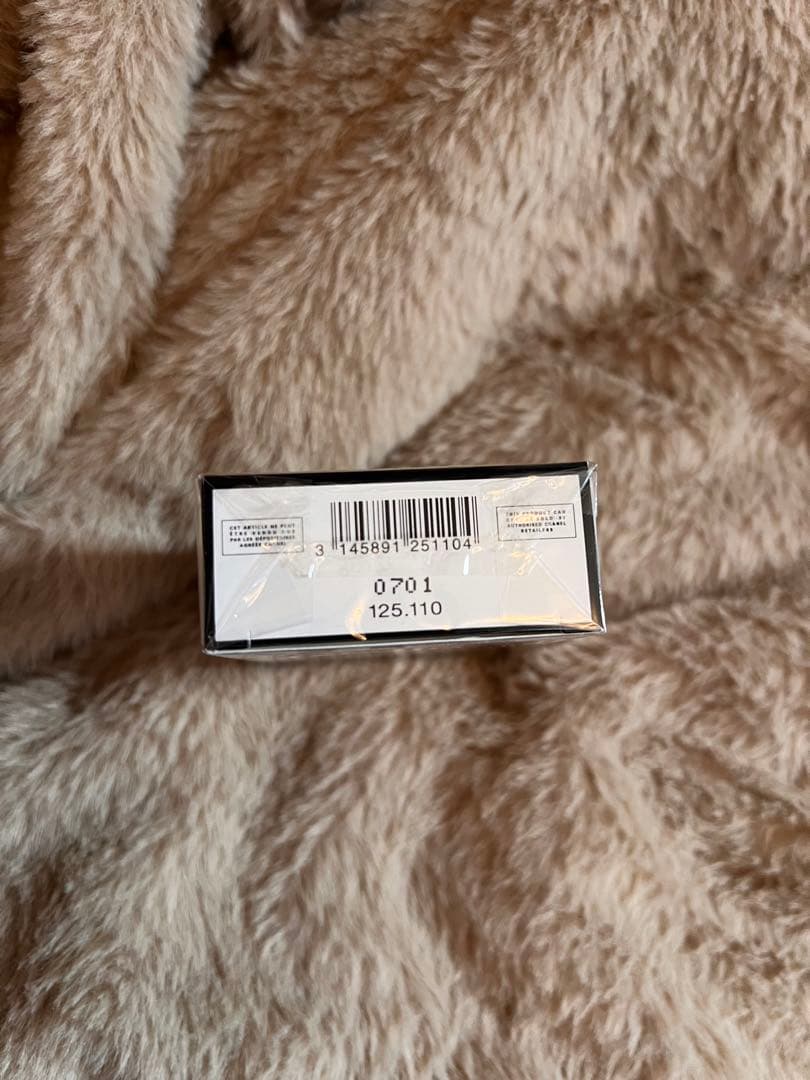 CET ARTICLE NE PEUT
ÊTRE VENDU QUE
PAR LES DÉPOSITAIRES
AGRÉÉS CHANEL
3 145891 251104
THIS PRODUCT CAN
SOLD BY
AUTHORISED CHANEL
RETAILERS
0701
125.110